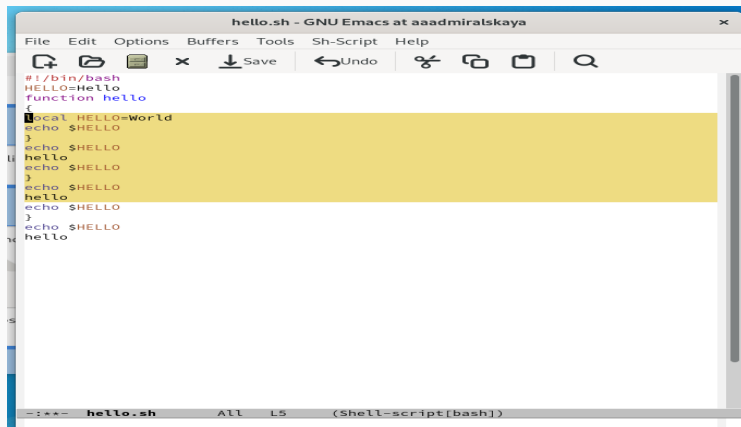 hello.sh - GNU Emacs at aaadmiralskaya ×
File Edit Options Buffers Tools Sh-Script Help
Save Undo
#!/bin/bash
HELLO=Hello
function hello
{
local HELLO=World
echo $HELLO
}
echo $HELLO
hello
echo $HELLO
}
echo $HELLO
hello
echo $HELLO
}
echo $HELLO
hello
-:**- hello.sh All L5 (Shell-script[bash])